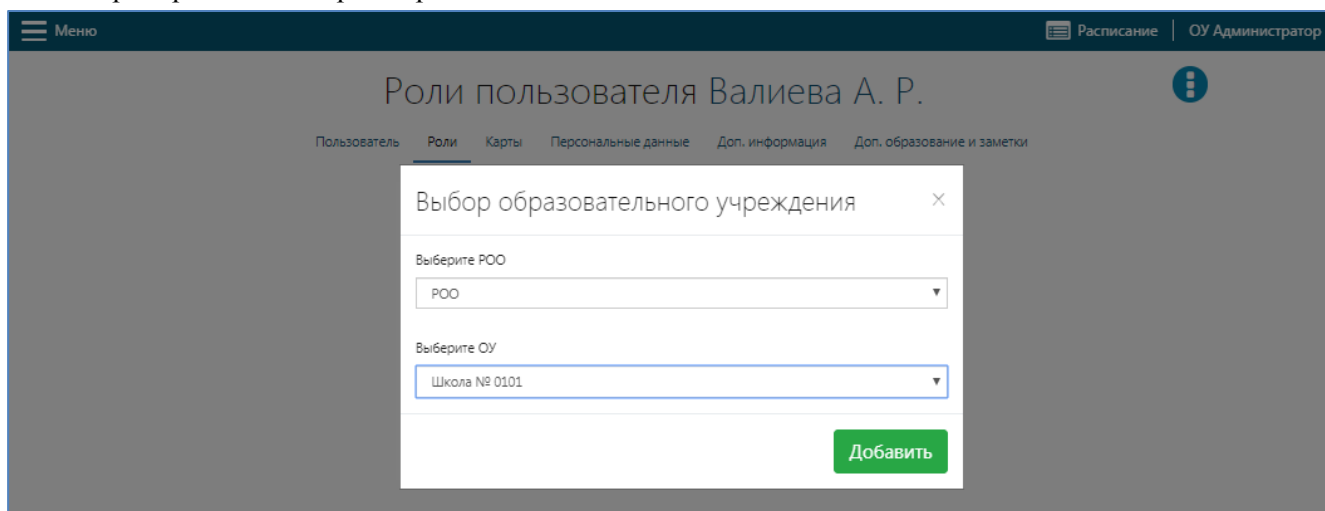 Меню
Расписание
ОУ Администратор
Роли пользователя Валиева А. Р.
Пользователь Роли Карты Персональные данные Доп. информация Доп. образование и заметки
Выбор образовательного учреждения ×
Выберите РОО
РОО
Выберите ОУ
Школа № 0101
Добавить